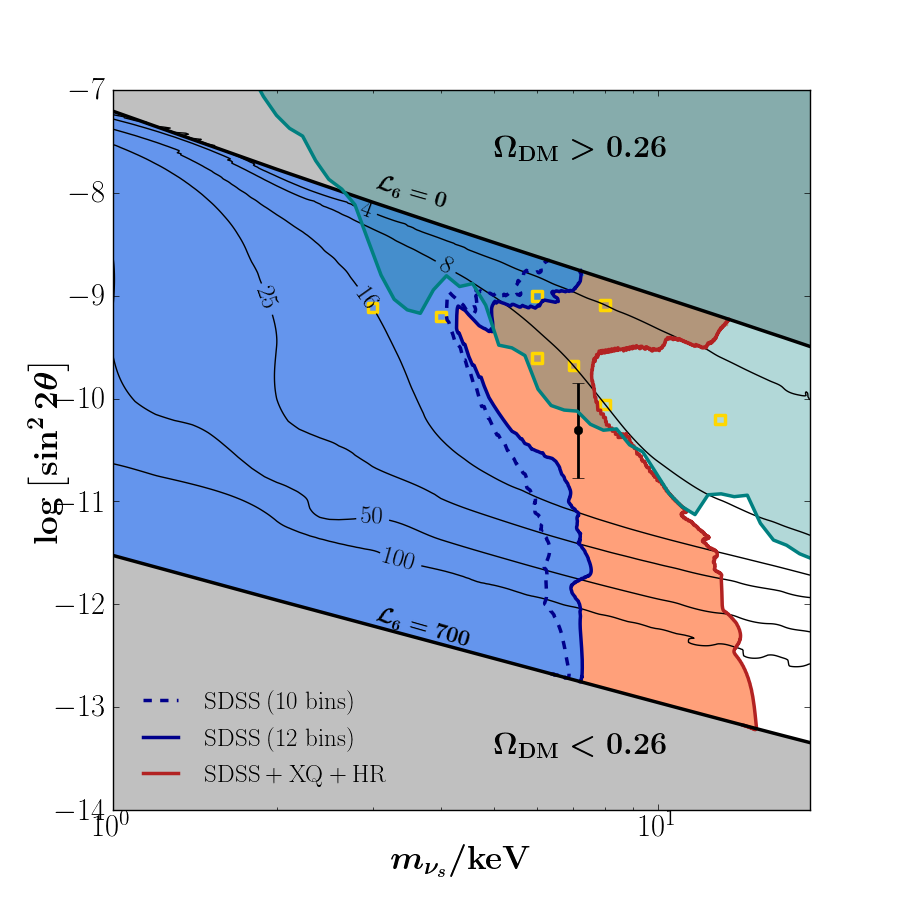 −7
−8
−9
−10
−11
−12
−13
−14
log [sin² 2θ]
10⁰
10¹
m_{ν_s}/keV
Ω_DM > 0.26
ℒ₆ = 0
4
8
16
25
50
100
ℒ₆ = 700
Ω_DM < 0.26
SDSS (10 bins)
SDSS (12 bins)
SDSS + XQ + HR